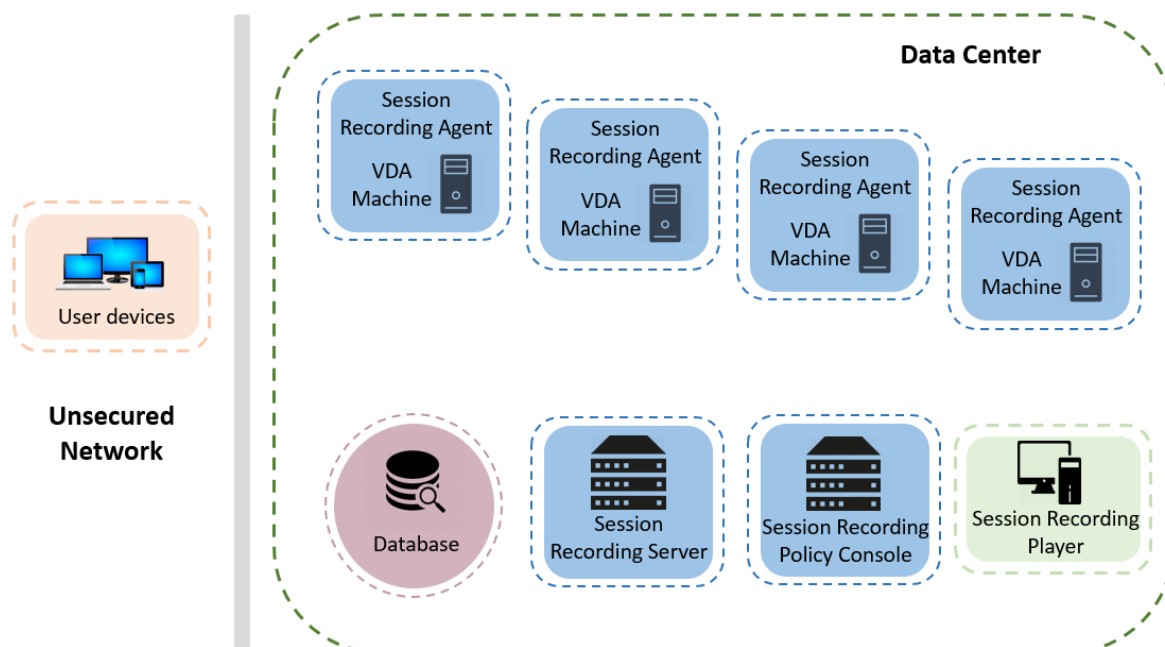 Data Center
Session
Recording Agent
VDA
Machine
Session
Recording Agent
VDA
Machine
Session
Recording Agent
VDA
Machine
Session
Recording Agent
VDA
Machine
User devices
Unsecured
Network
Database
Session
Recording Server
Session Recording
Policy Console
Session Recording
Player